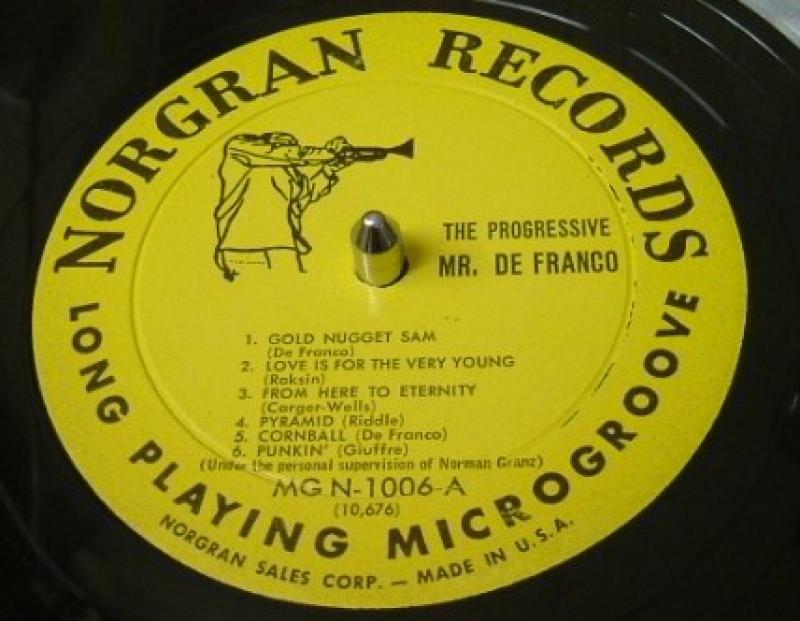 NORGRAN RECORDS
THE PROGRESSIVE
MR. DE FRANCO
1. GOLD NUGGET SAM
(De Franco)
2. LOVE IS FOR THE VERY YOUNG
(Raksin)
3. FROM HERE TO ETERNITY
(Carger-Wells)
4. PYRAMID (Riddle)
5. CORNBALL (De Franco)
6. PUNKIN' (Giuffre)
(Under the personal supervision of Norman Granz)
MG N-1006-A
(10,676)
LONG PLAYING MICROGROOVE
NORGRAN SALES CORP. — MADE IN U.S.A.